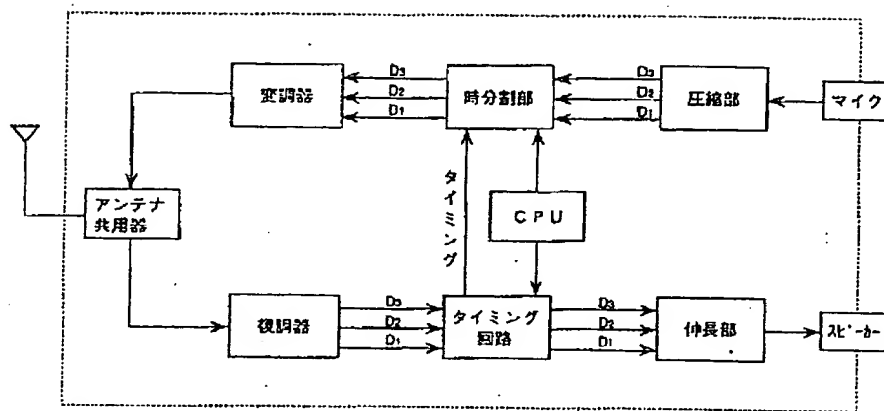 変調器
D3
D2
D1
時分割部
D3
D2
D1
圧縮部
マイク
アンテナ
共用器
タイミング
CPU
復調器
D3
D2
D1
タイミング
回路
D3
D2
D1
伸長部
スピーカー